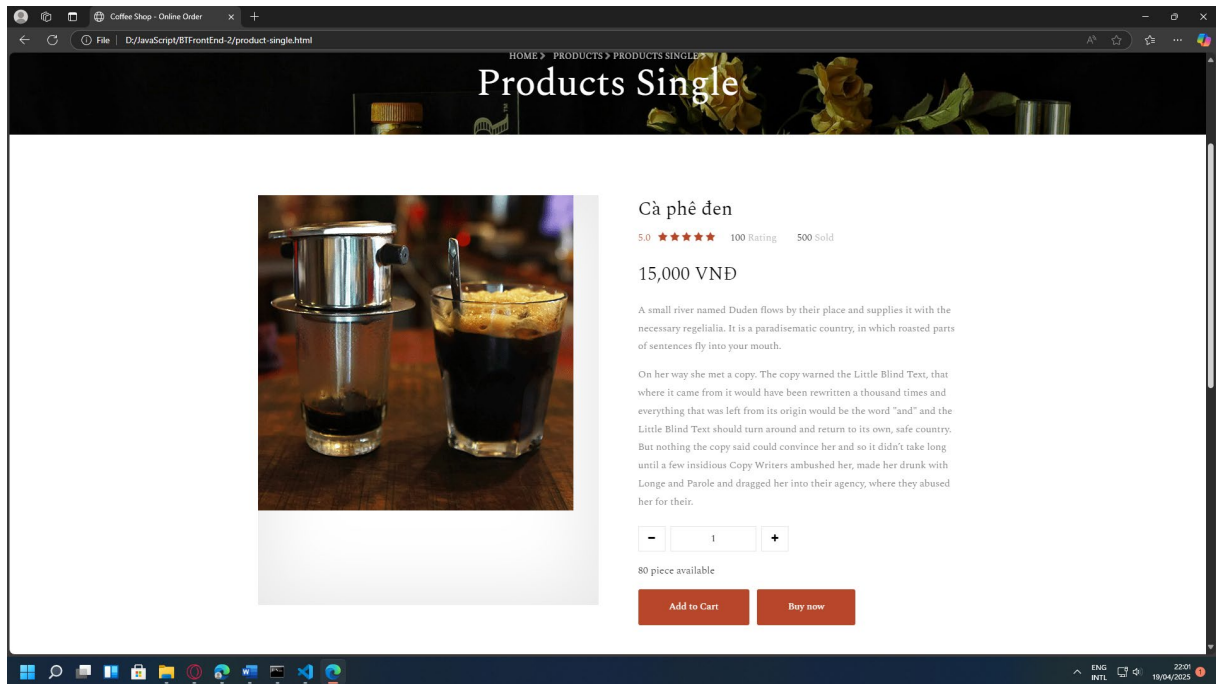 Coffee Shop - Online Order
File D:/JavaScript/BTFrontEnd-2/product-single.html
HOME PRODUCTS PRODUCTS SINGLE
Products Single
Cà phê đen
5.0 100 Rating 500 Sold
15,000 VNĐ
A small river named Duden flows by their place and supplies it with the
necessary regelialia. It is a paradisematic country, in which roasted parts
of sentences fly into your mouth.
On her way she met a copy. The copy warned the Little Blind Text, that
where it came from it would have been rewritten a thousand times and
everything that was left from its origin would be the word "and" and the
Little Blind Text should turn around and return to its own, safe country.
But nothing the copy said could convince her and so it didn't take long
until a few insidious Copy Writers ambushed her, made her drunk with
Longe and Parole and dragged her into their agency, where they abused
her for their.
- 1 +
80 piece available
Add to Cart Buy now
ENG 22:01
INTL 19/04/2025 1